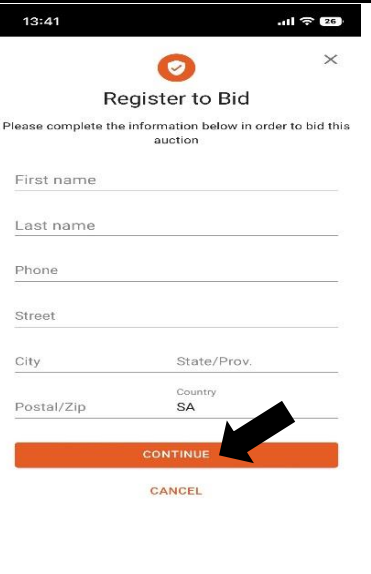 13:41
26
Register to Bid
Please complete the information below in order to bid this
auction
First name
Last name
Phone
Street
City State/Prov.
Country
Postal/Zip SA
CONTINUE
CANCEL